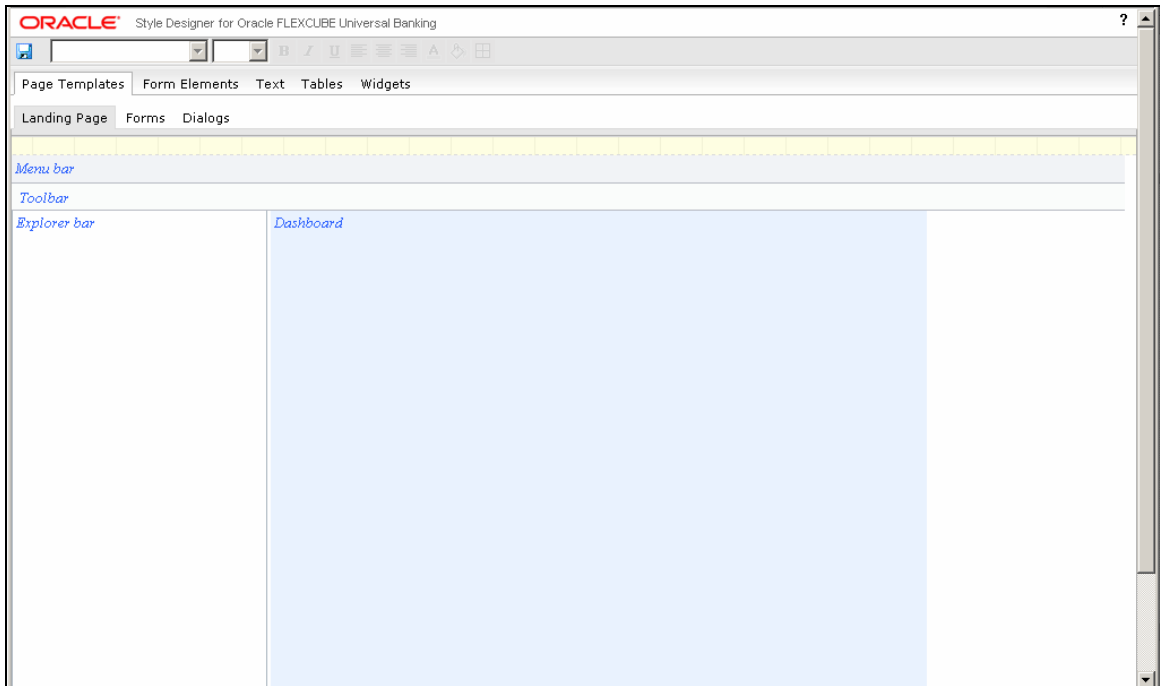 ORACLE® Style Designer for Oracle FLEXCUBE Universal Banking ?
B I U A
Page Templates Form Elements Text Tables Widgets
Landing Page Forms Dialogs
Menu bar
Toolbar
Explorer bar Dashboard